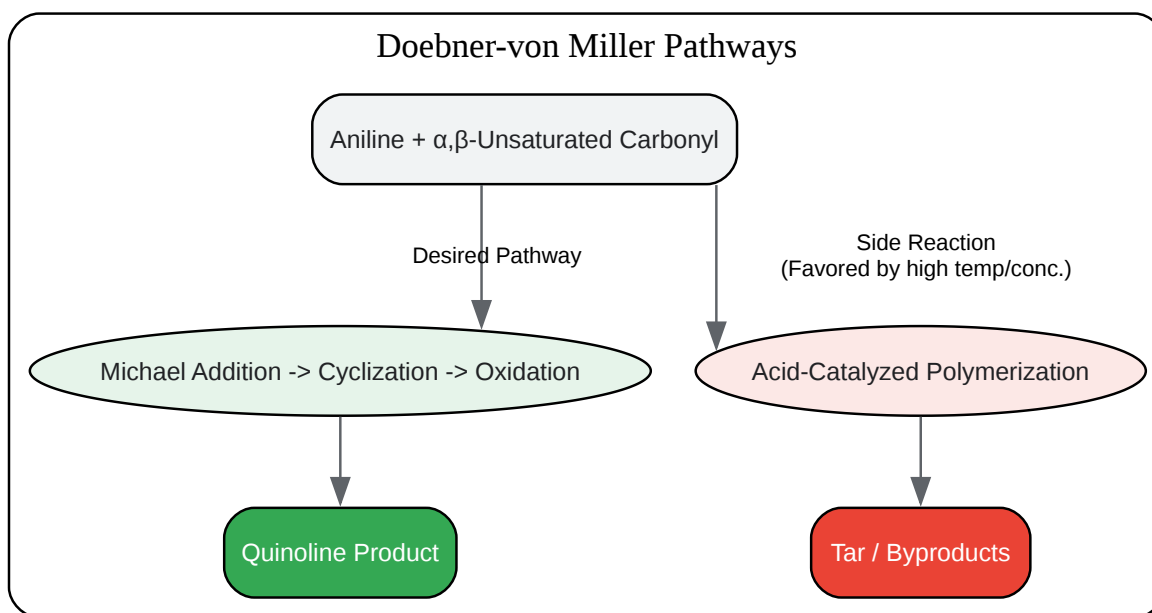 Doebner-von Miller Pathways
Aniline + α,β-Unsaturated Carbonyl
Desired Pathway
Side Reaction
(Favored by high temp/conc.)
Michael Addition -> Cyclization -> Oxidation
Acid-Catalyzed Polymerization
Quinoline Product
Tar / Byproducts